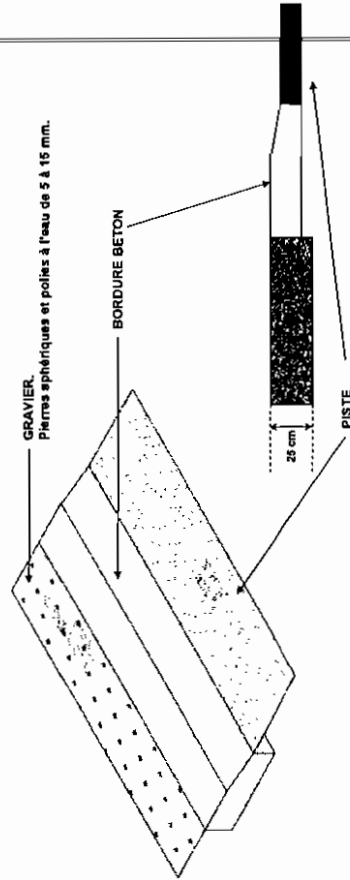 GRAVIER.
Pierres sphériques et polies à l'eau de 5 à 15 mm.
BORDURE BETON
25 cm
PISTE